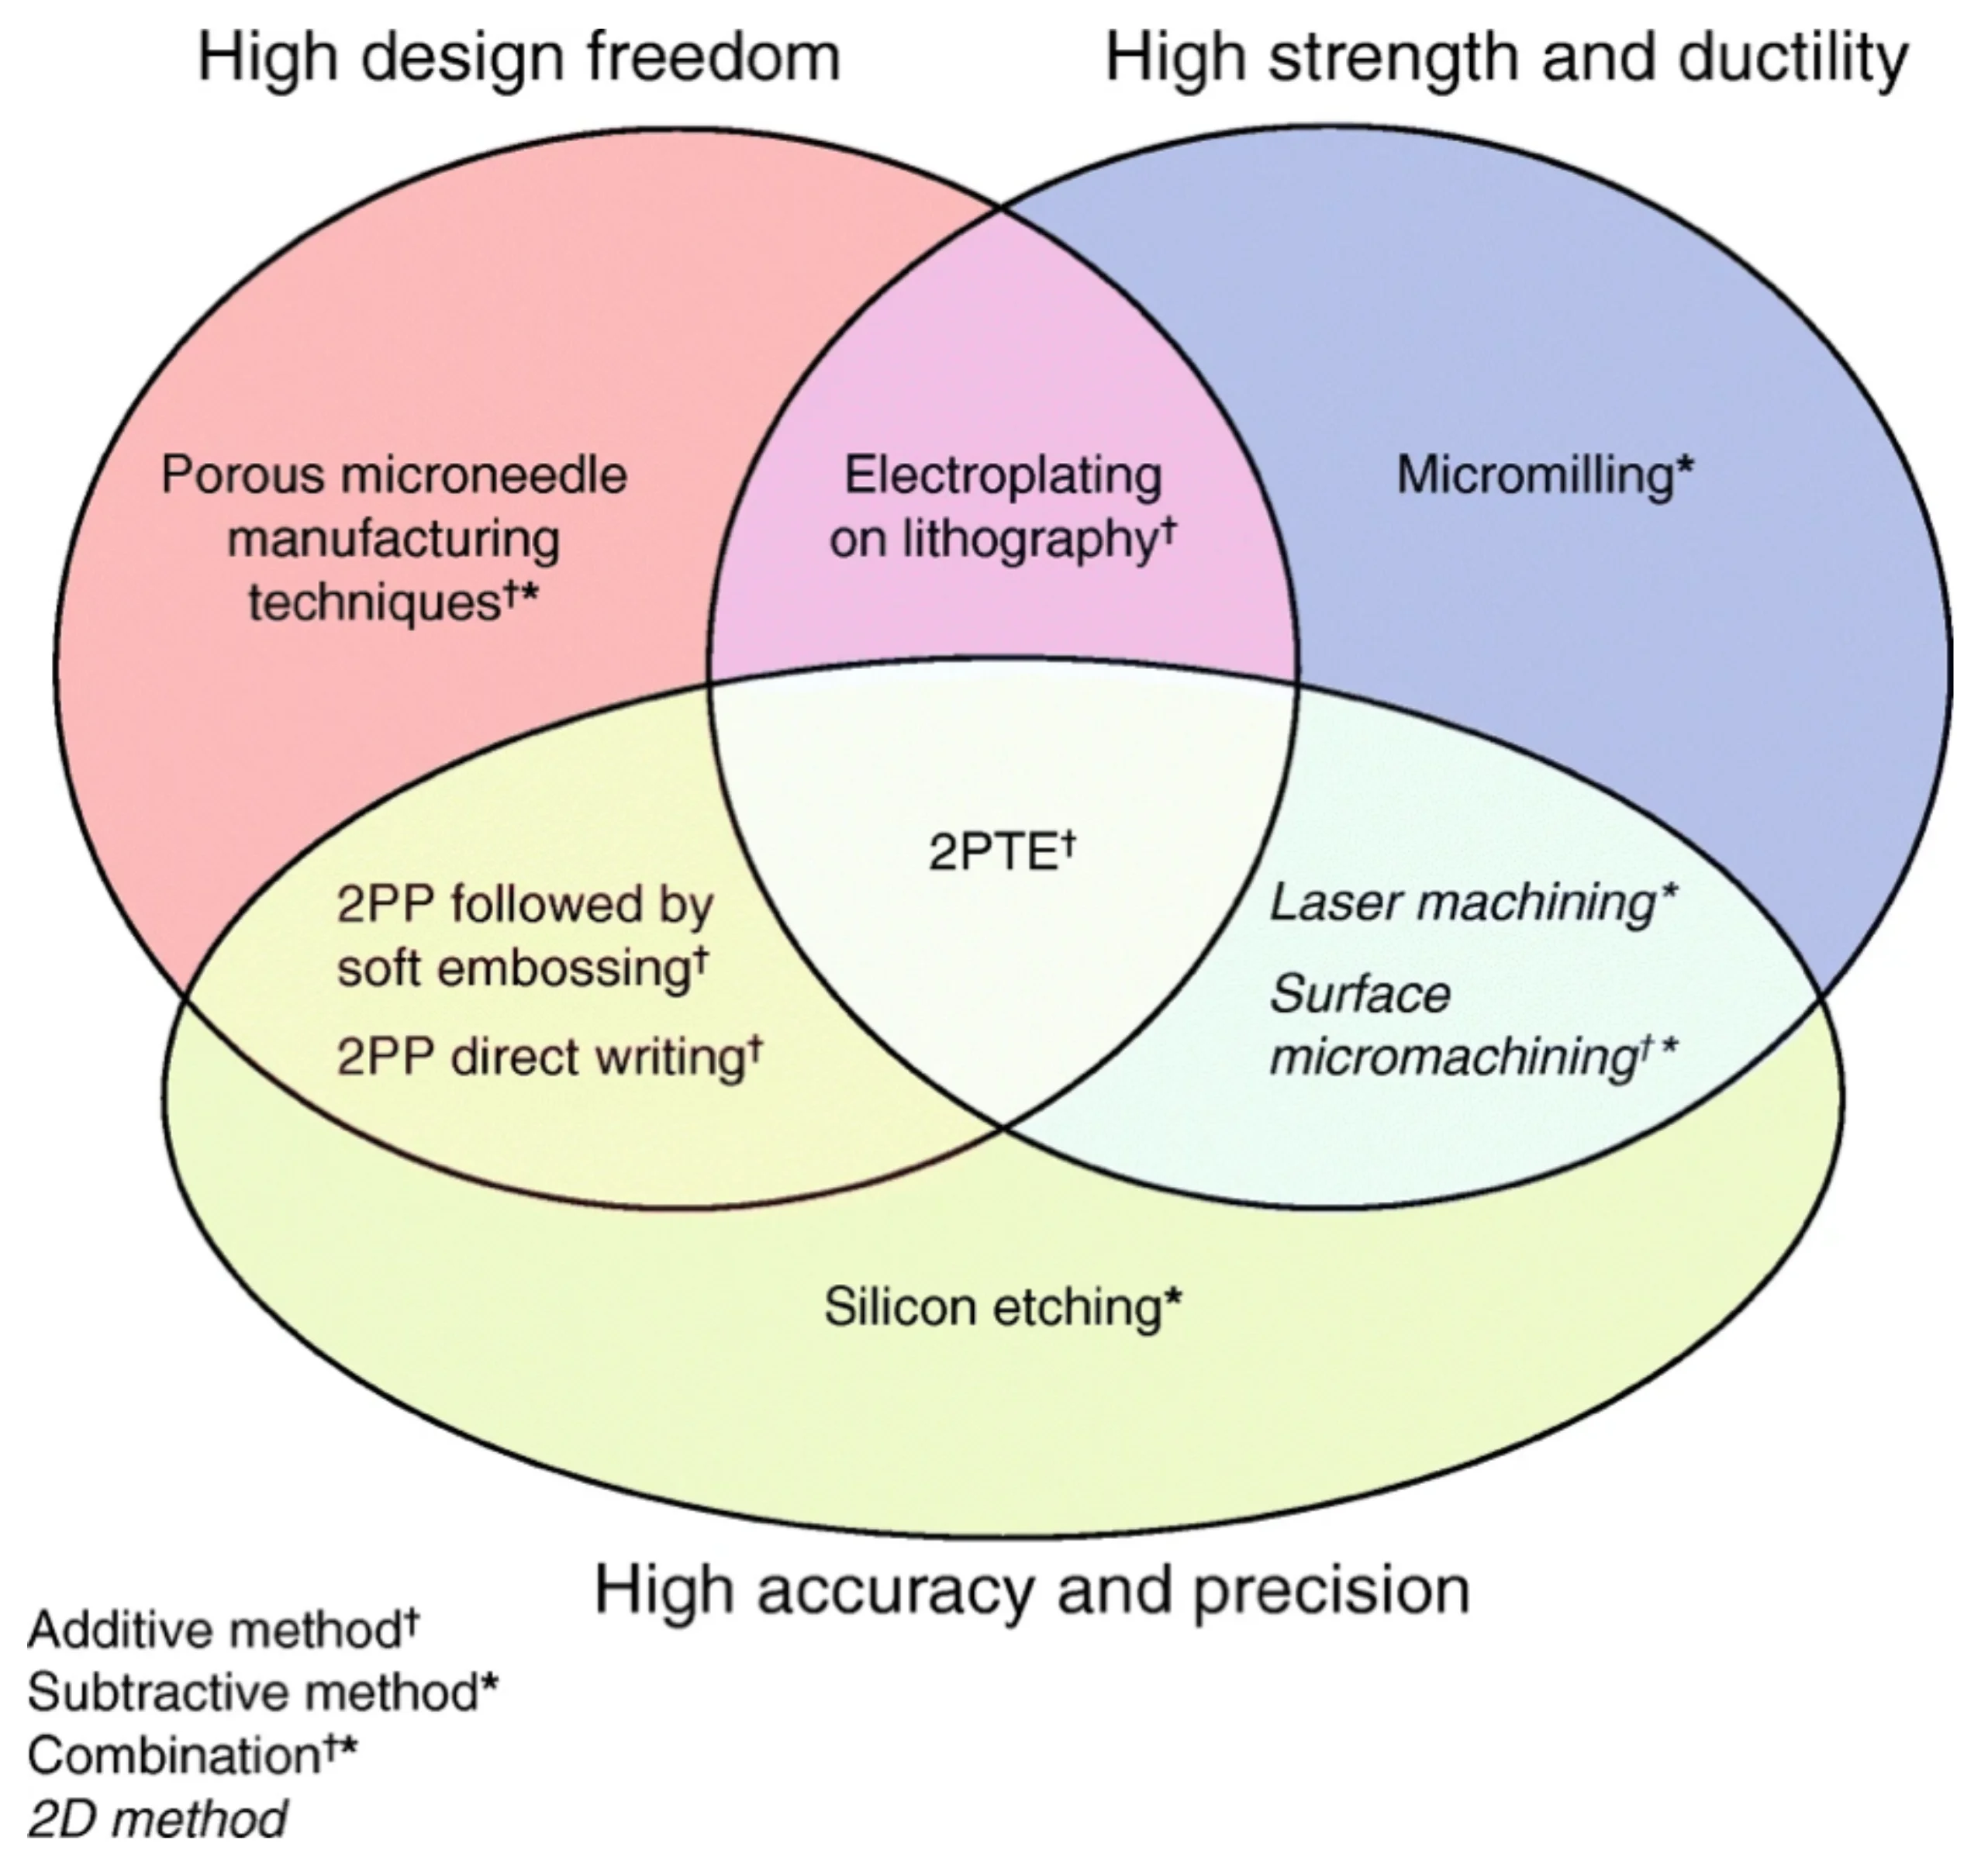 High design freedom
High strength and ductility
Porous microneedle
manufacturing
techniques†*
Electroplating
on lithography†
Micromilling*
2PTE†
2PP followed by
soft embossing†
2PP direct writing†
Laser machining*
Surface
micromachining†*
Silicon etching*
High accuracy and precision
Additive method†
Subtractive method*
Combination†*
2D method